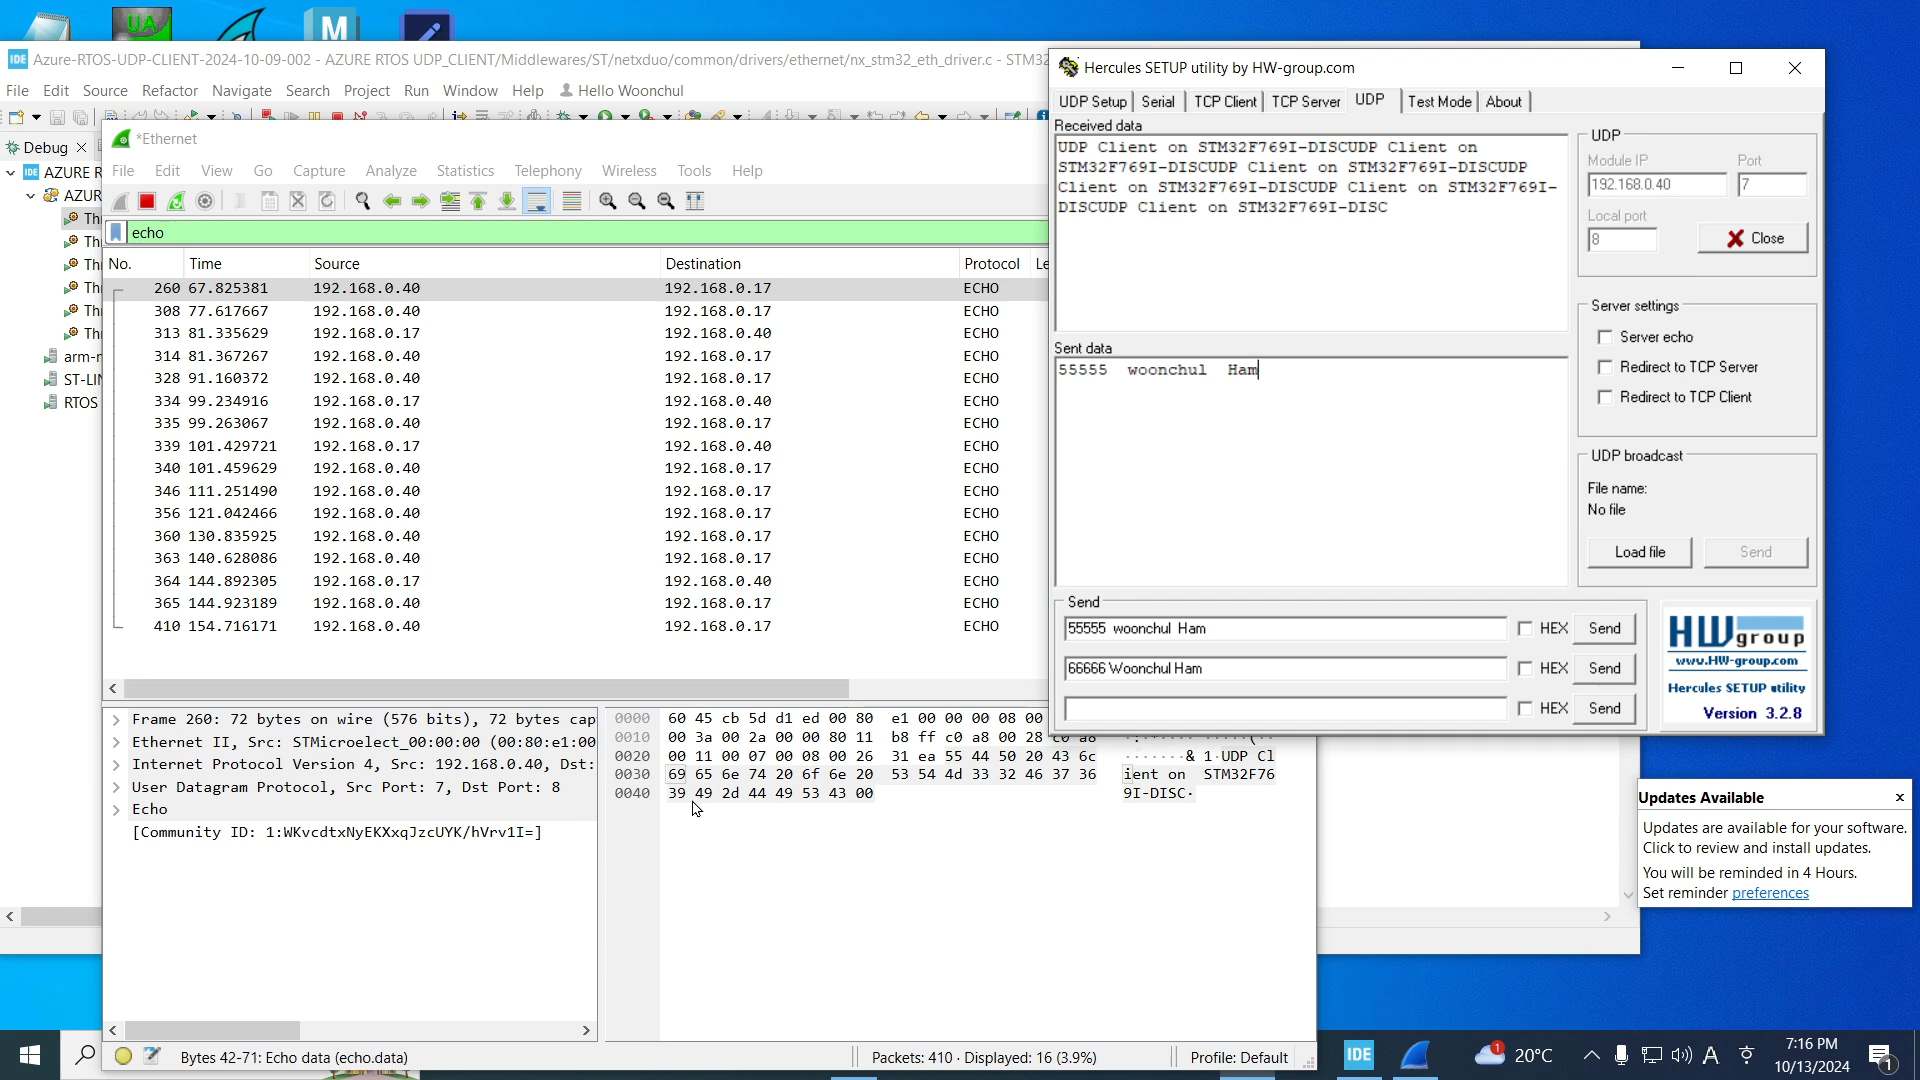 UA
M
IDE Azure-RTOS-UDP-CLIENT-2024-10-09-002 - AZURE RTOS UDP_CLIENT/Middlewares/ST/netxduo/common/drivers/ethernet/nx_stm32_eth_driver.c - STM32
File Edit Source Refactor Navigate Search Project Run Window Help Hello Woonchul
Debug
IDE AZURE R
AZUR
Th
Th
Th
Th
Th
Th
arm-n
ST-LIN
RTOS
*Ethernet
File Edit View Go Capture Analyze Statistics Telephony Wireless Tools Help
echo
No. Time Source Destination Protocol Le
260 67.825381 192.168.0.40 192.168.0.17 ECHO
308 77.617667 192.168.0.40 192.168.0.17 ECHO
313 81.335629 192.168.0.17 192.168.0.40 ECHO
314 81.367267 192.168.0.40 192.168.0.17 ECHO
328 91.160372 192.168.0.40 192.168.0.17 ECHO
334 99.234916 192.168.0.17 192.168.0.40 ECHO
335 99.263067 192.168.0.40 192.168.0.17 ECHO
339 101.429721 192.168.0.17 192.168.0.40 ECHO
340 101.459629 192.168.0.40 192.168.0.17 ECHO
346 111.251490 192.168.0.40 192.168.0.17 ECHO
356 121.042466 192.168.0.40 192.168.0.17 ECHO
360 130.835925 192.168.0.40 192.168.0.17 ECHO
363 140.628086 192.168.0.40 192.168.0.17 ECHO
364 144.892305 192.168.0.17 192.168.0.40 ECHO
365 144.923189 192.168.0.40 192.168.0.17 ECHO
410 154.716171 192.168.0.40 192.168.0.17 ECHO
Frame 260: 72 bytes on wire (576 bits), 72 bytes cap
Ethernet II, Src: STMicroelect_00:00:00 (00:80:e1:00
Internet Protocol Version 4, Src: 192.168.0.40, Dst:
User Datagram Protocol, Src Port: 7, Dst Port: 8
Echo
[Community ID: 1:WKvcdtxNyEKXxqJzcUYK/hVrv1I=]
0000 60 45 cb 5d d1 ed 00 80 e1 00 00 00 08 00
0010 00 3a 00 2a 00 00 80 11 b8 ff c0 a8 00 28 c0 a8
0020 00 11 00 07 00 08 00 26 31 ea 55 44 50 20 43 6c ·······& 1·UDP Cl
0030 69 65 6e 74 20 6f 6e 20 53 54 4d 33 32 46 37 36 ient on STM32F76
0040 39 49 2d 44 49 53 43 00 9I-DISC·
Bytes 42-71: Echo data (echo.data) Packets: 410 · Displayed: 16 (3.9%) Profile: Default
Hercules SETUP utility by HW-group.com
UDP Setup Serial TCP Client TCP Server UDP Test Mode About
Received data
UDP Client on STM32F769I-DISCUDP Client on
STM32F769I-DISCUDP Client on STM32F769I-DISCUDP
Client on STM32F769I-DISCUDP Client on STM32F769I-
DISCUDP Client on STM32F769I-DISC
Sent data
55555 woonchul Ham
UDP
Module IP Port
192.168.0.40 7
Local port
8 Close
Server settings
Server echo
Redirect to TCP Server
Redirect to TCP Client
UDP broadcast
File name:
No file
Load file Send
Send
55555 woonchul Ham HEX Send
66666 Woonchul Ham HEX Send
HEX Send
HW group
www.HW-group.com
Hercules SETUP utility
Version 3.2.8
Updates Available
Updates are available for your software.
Click to review and install updates.
You will be reminded in 4 Hours.
Set reminder preferences
IDE 1 20°C A 7:16 PM
10/13/2024 1